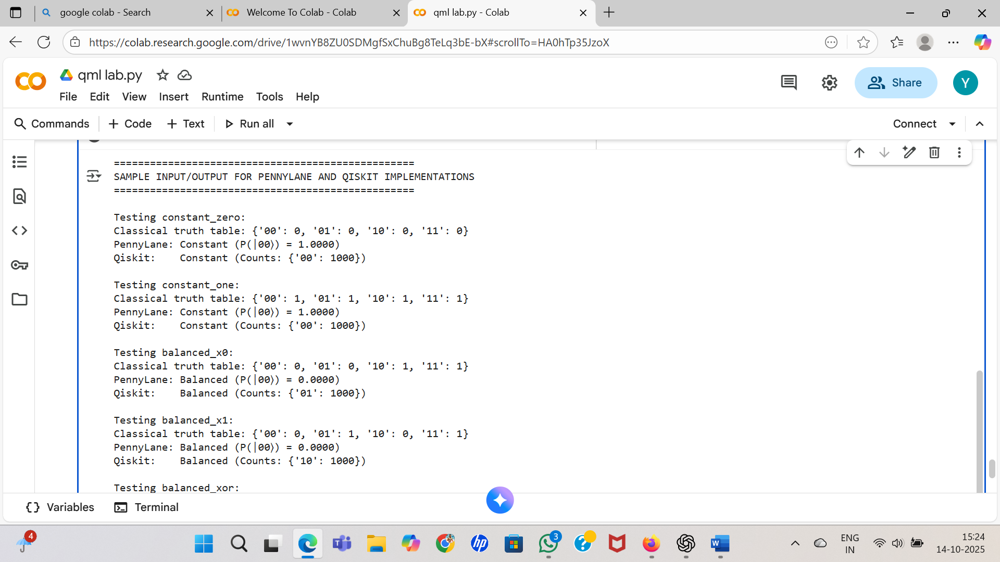 google colab - Search
Welcome To Colab - Colab
qml lab.py - Colab
https://colab.research.google.com/drive/1wvnYB8ZU0SDMgfSxChuBg8TeLq3bE-bX#scrollTo=HA0hTp35JzoX
qml lab.py
File Edit View Insert Runtime Tools Help
Share
Y
Commands + Code + Text Run all
Connect
==================================================
SAMPLE INPUT/OUTPUT FOR PENNYLANE AND QISKIT IMPLEMENTATIONS
==================================================
Testing constant_zero:
Classical truth table: {'00': 0, '01': 0, '10': 0, '11': 0}
PennyLane: Constant (P(|00⟩) = 1.0000)
Qiskit:    Constant (Counts: {'00': 1000})
Testing constant_one:
Classical truth table: {'00': 1, '01': 1, '10': 1, '11': 1}
PennyLane: Constant (P(|00⟩) = 1.0000)
Qiskit:    Constant (Counts: {'00': 1000})
Testing balanced_x0:
Classical truth table: {'00': 0, '01': 0, '10': 1, '11': 1}
PennyLane: Balanced (P(|00⟩) = 0.0000)
Qiskit:    Balanced (Counts: {'01': 1000})
Testing balanced_x1:
Classical truth table: {'00': 0, '01': 1, '10': 0, '11': 1}
PennyLane: Balanced (P(|00⟩) = 0.0000)
Qiskit:    Balanced (Counts: {'10': 1000})
Testing balanced_xor:
Variables
Terminal
4
3
ENG
IN
15:24
14-10-2025